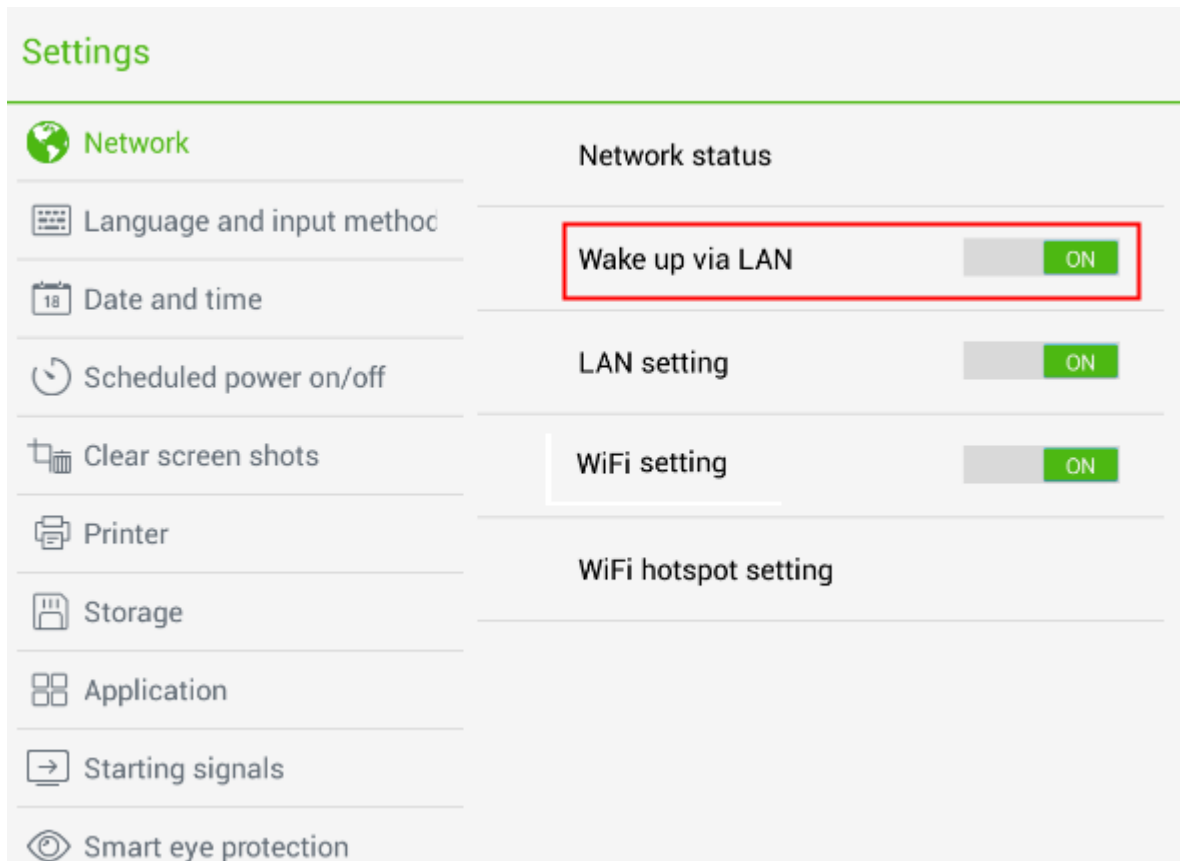 Settings
Network
Language and input method
18
Date and time
Scheduled power on/off
Clear screen shots
Printer
Storage
Application
Starting signals
Smart eye protection
Network status
Wake up via LAN ON
LAN setting ON
WiFi setting ON
WiFi hotspot setting